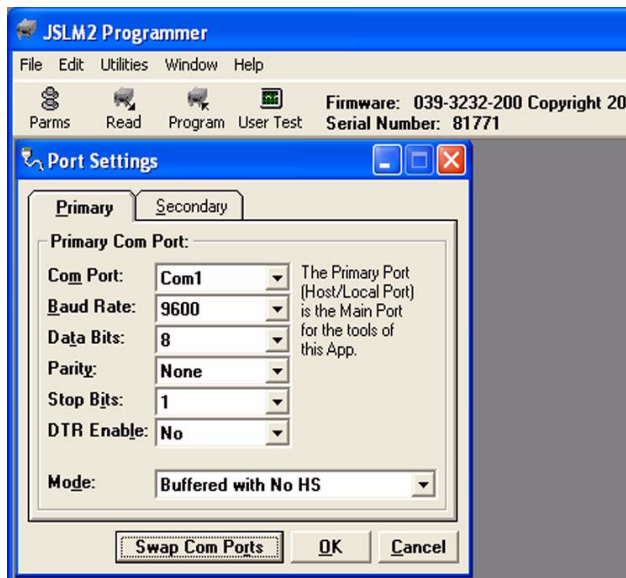 JSLM2 Programmer
File Edit Utilities Window Help
Parms Read Program User Test
Firmware: 039-3232-200 Copyright 20
Serial Number: 81771
Port Settings
Primary Secondary
Primary Com Port:
Com Port: Com1
Baud Rate: 9600
Data Bits: 8
Parity: None
Stop Bits: 1
DTR Enable: No
The Primary Port
(Host/Local Port)
is the Main Port
for the tools of
this App.
Mode: Buffered with No HS
Swap Com Ports OK Cancel